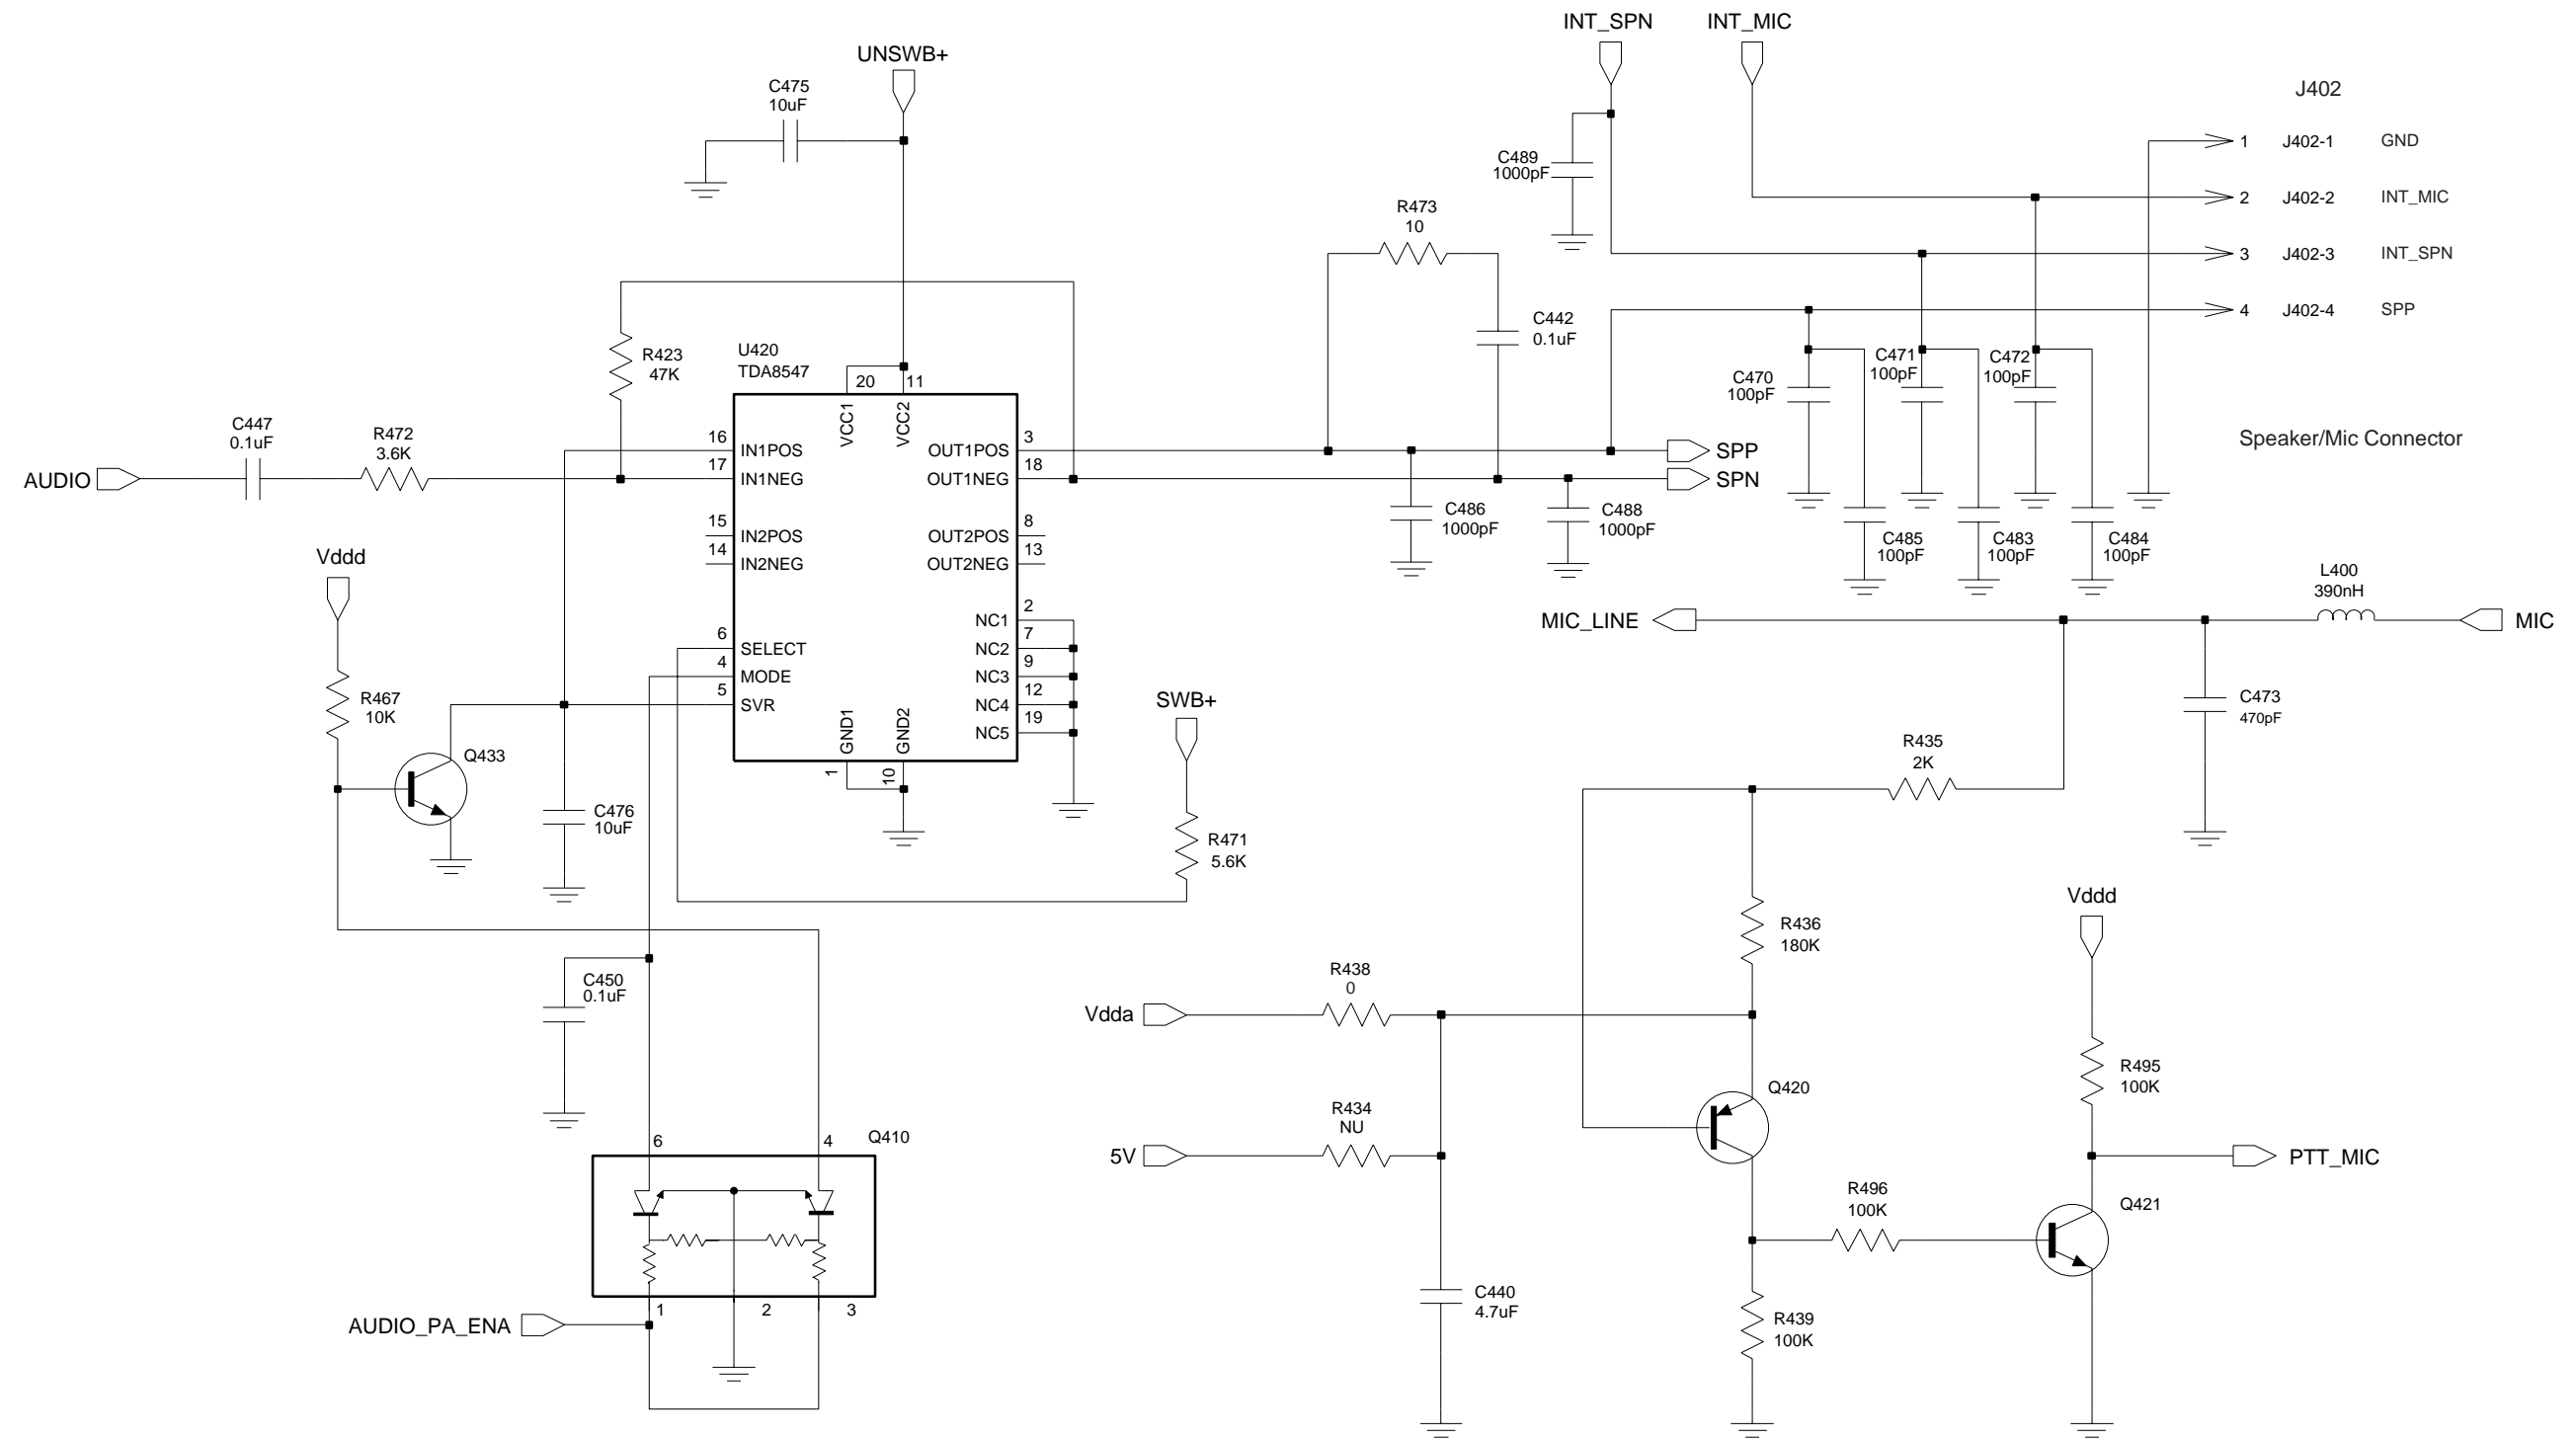 INT_SPN
INT_MIC
UNSWB+
C475
10uF
J402
1 J402-1 GND
C489
1000pF
2 J402-2 INT_MIC
R473
10
3 J402-3 INT_SPN
4 J402-4 SPP
C442
0.1uF
R423
47K
U420
TDA8547
20
11
C470
100pF
C471
100pF
C472
100pF
VCC1
VCC2
C447
0.1uF
R472
3.6K
AUDIO
16
IN1POS
17
IN1NEG
OUT1POS
3
OUT1NEG
18
SPP
SPN
Speaker/Mic Connector
15
IN2POS
14
IN2NEG
OUT2POS
8
OUT2NEG
13
C486
1000pF
C488
1000pF
C485
100pF
C483
100pF
C484
100pF
Vddd
L400
390nH
MIC_LINE
MIC
6
SELECT
4
MODE
5
SVR
NC1
2
NC2
7
NC3
9
NC4
12
NC5
19
GND1
GND2
1
10
R467
10K
Q433
SWB+
C473
470pF
R435
2K
C476
10uF
R471
5.6K
Vddd
R436
180K
C450
0.1uF
R438
0
Vdda
Q420
R495
100K
R434
NU
5V
PTT_MIC
6
4
Q410
R496
100K
Q421
1
2
3
AUDIO_PA_ENA
C440
4.7uF
R439
100K